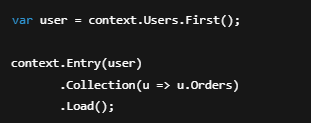 var user = context.Users.First();
context.Entry(user)
.Collection(u => u.Orders)
.Load();